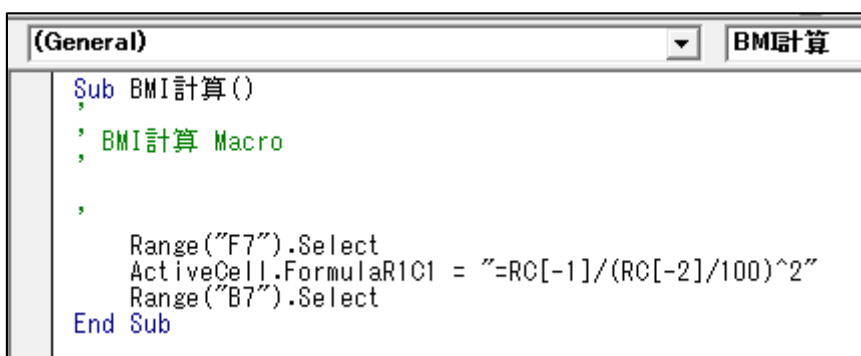 (General) BMI計算
Sub BMI計算()
'
' BMI計算 Macro
'

'
Range("F7").Select
ActiveCell.FormulaR1C1 = "=RC[-1]/(RC[-2]/100)^2"
Range("B7").Select
End Sub